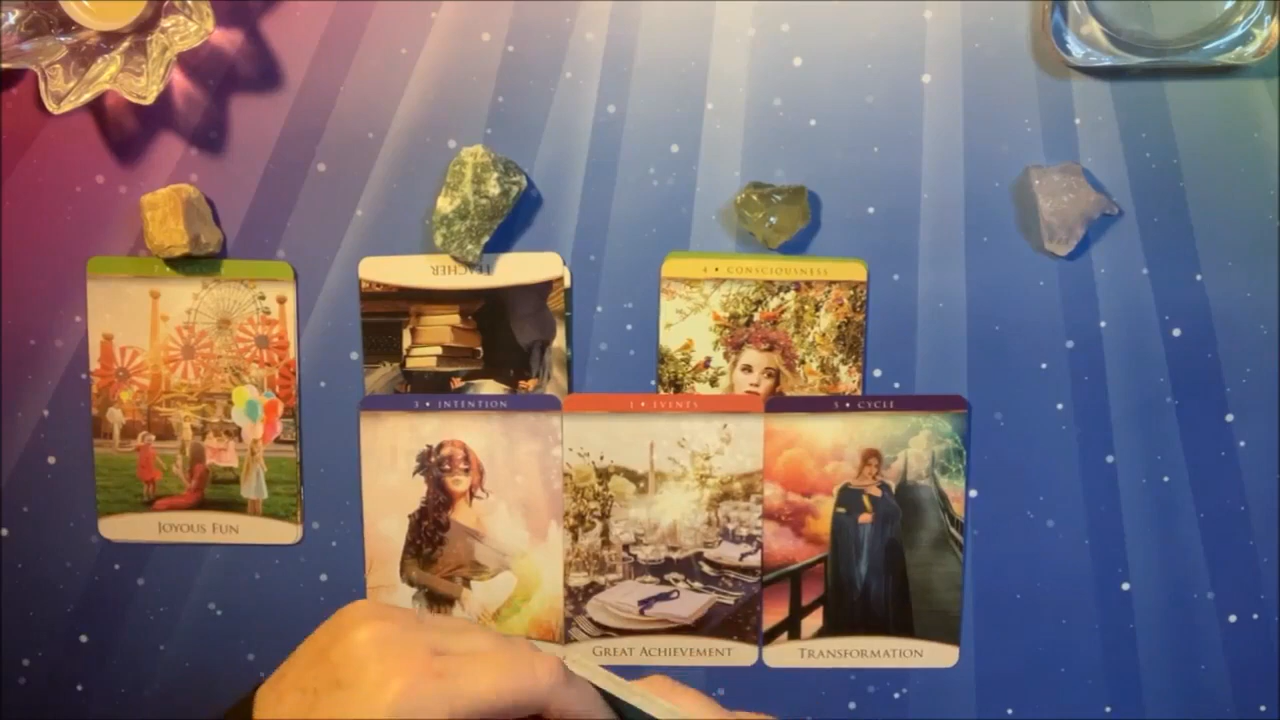 TEACHER
4 • CONSCIOUSNESS
3 • INTENTION
1 • EVENTS
5 • CYCLE
JOYOUS FUN
GREAT ACHIEVEMENT
TRANSFORMATION